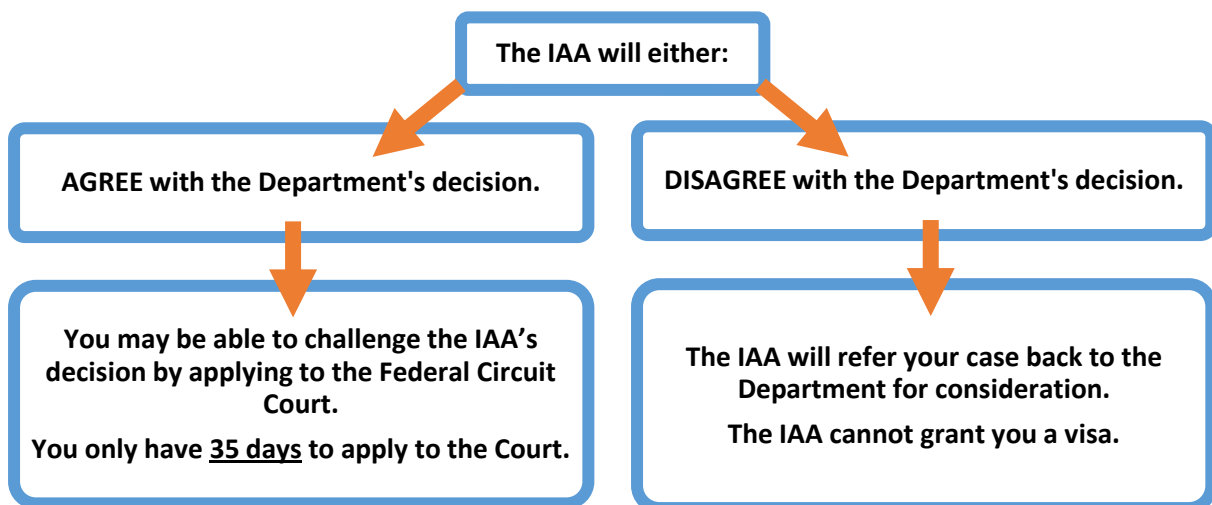 The IAA will either:
AGREE with the Department's decision.
DISAGREE with the Department's decision.
You may be able to challenge the IAA’s
decision by applying to the Federal Circuit
Court.
You only have 35 days to apply to the Court.
The IAA will refer your case back to the
Department for consideration.
The IAA cannot grant you a visa.